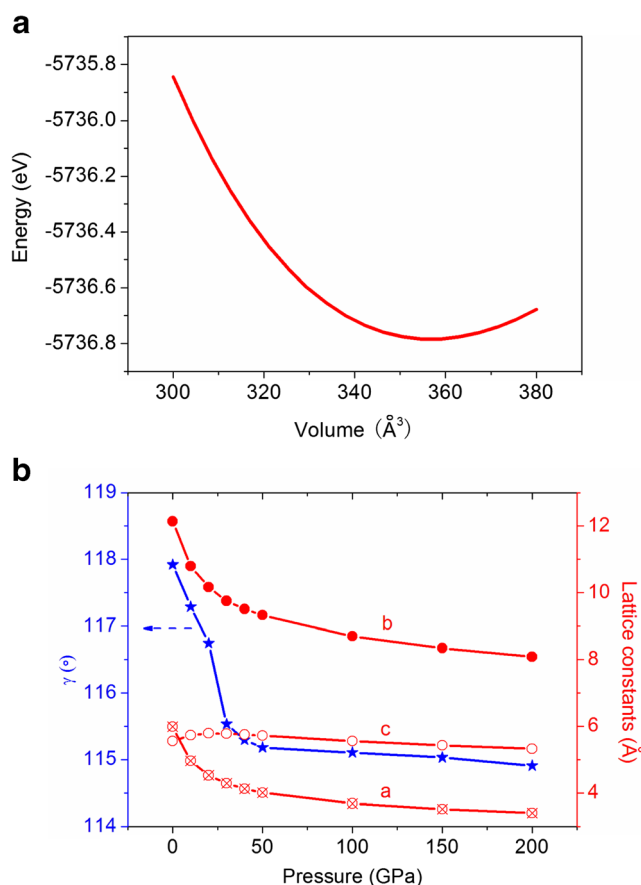 a
-5735.8
-5736.0
-5736.2
-5736.4
-5736.6
-5736.8
Energy (eV)
300 320 340 360 380
Volume (Å³)
b
119
118
117
116
115
114
γ (°)
12
10
8
6
4
Lattice constants (Å)
b
c
a
0 50 100 150 200
Pressure (GPa)